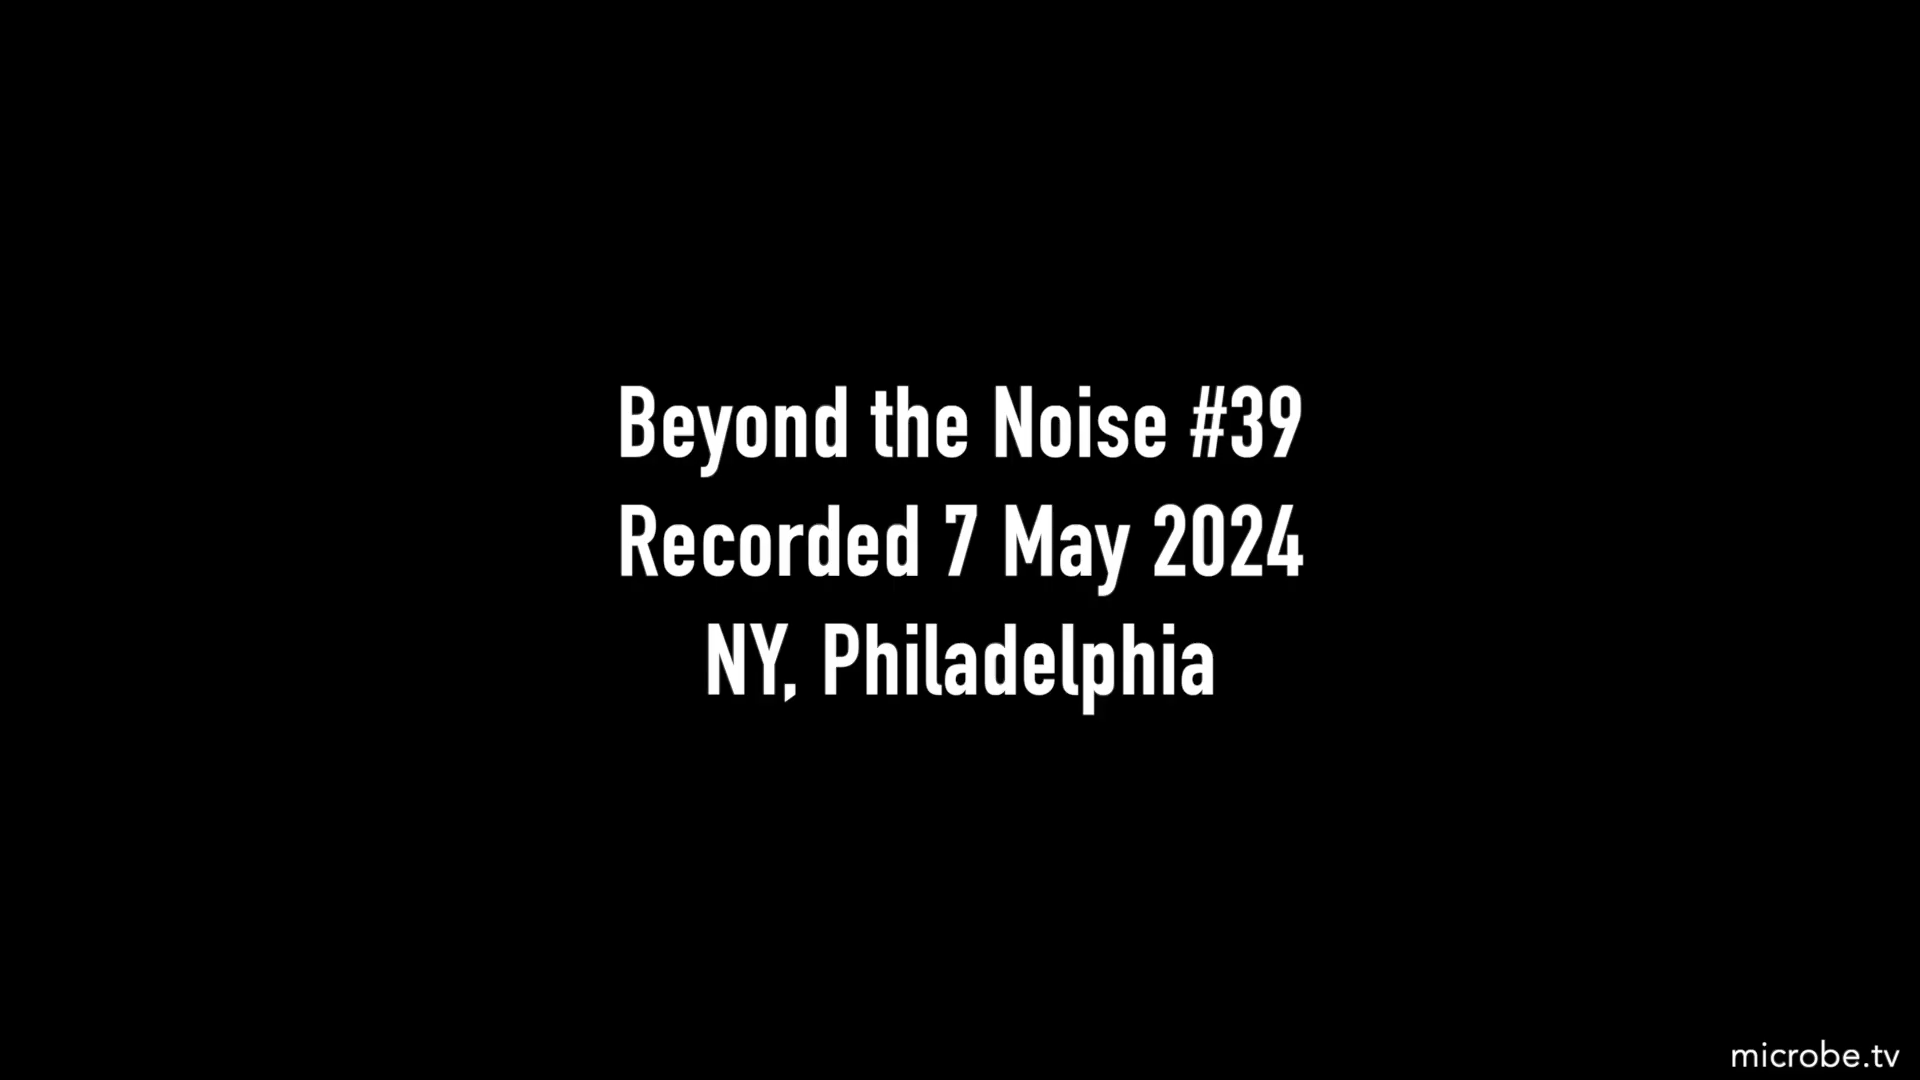 Beyond the Noise #39
Recorded 7 May 2024
NY, Philadelphia
microbe.tv